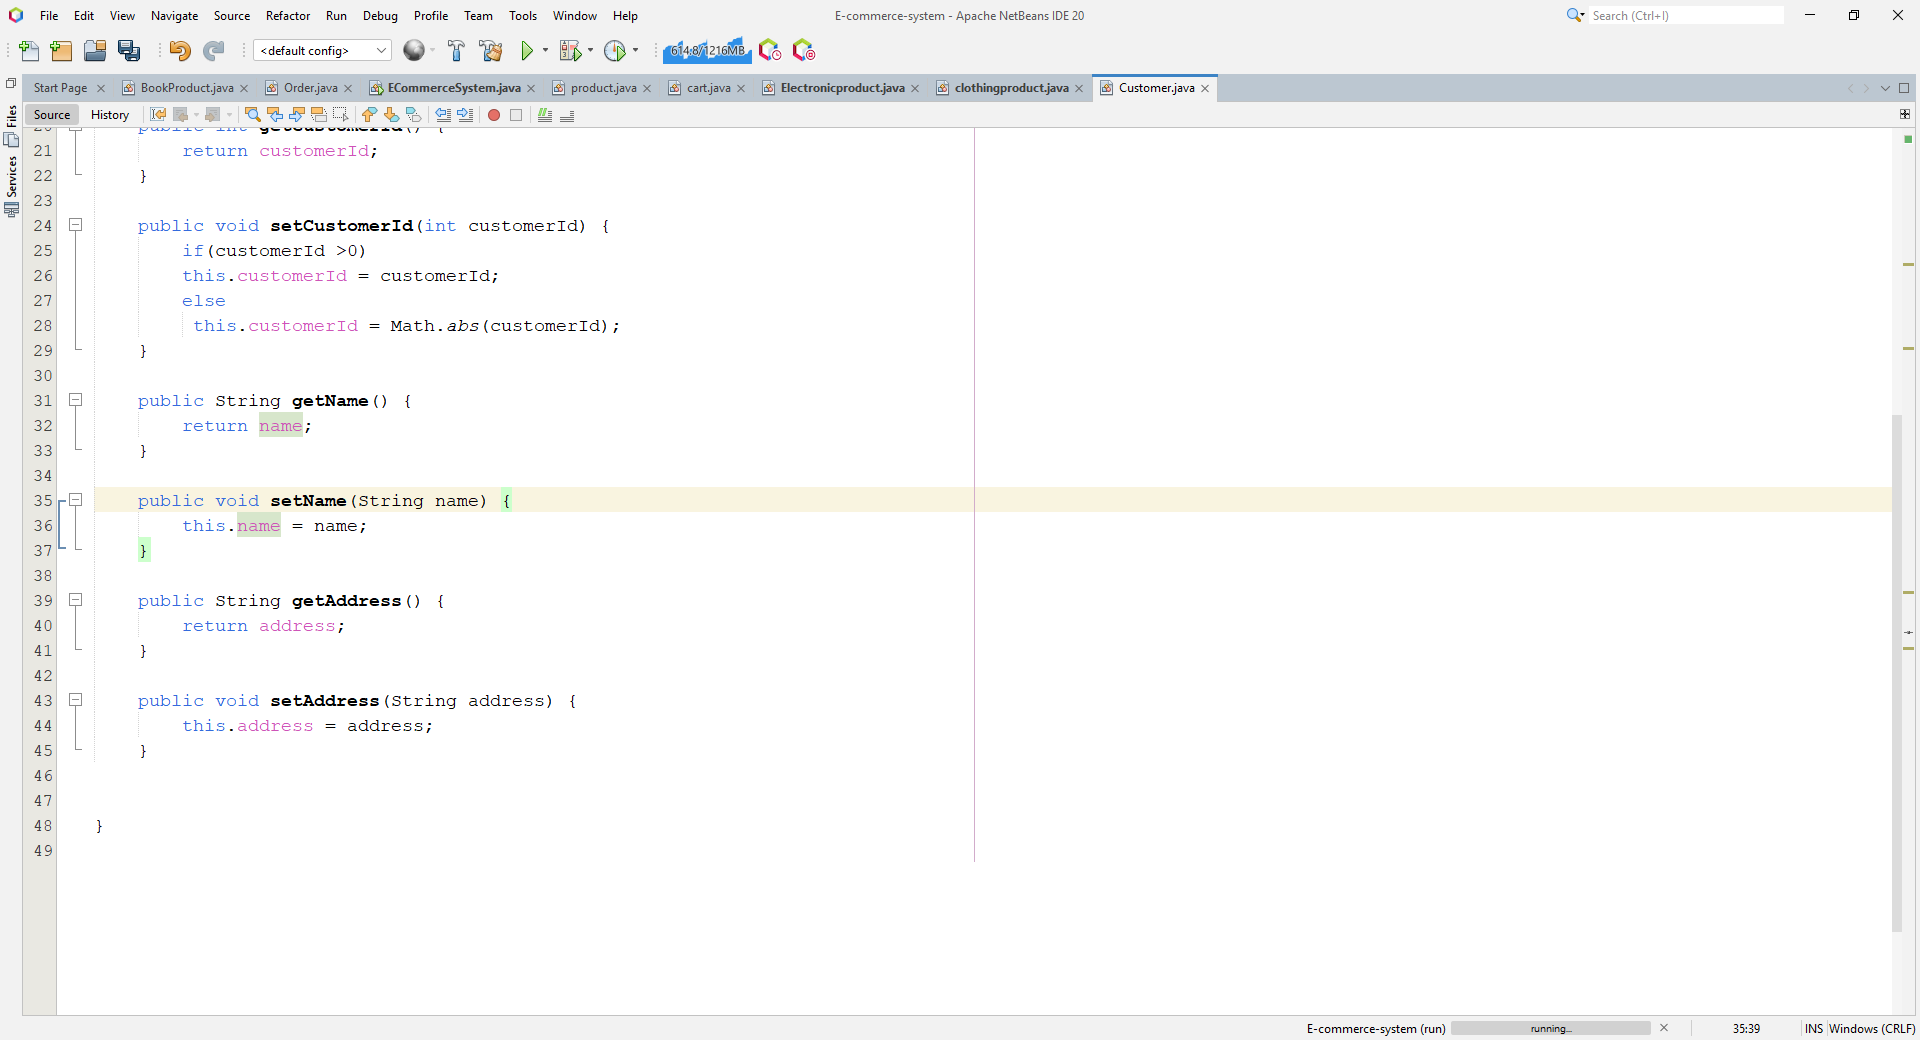 File Edit View Navigate Source Refactor Run Debug Profile Team Tools Window Help E-commerce-system - Apache NetBeans IDE 20 Search (Ctrl+I)
<default config> 614.8/1216MB
Start Page BookProduct.java Order.java ECommerceSystem.java product.java cart.java Electronicproduct.java clothingproduct.java Customer.java
Files
Services
Source History
20 public int getCustomerId() {
21 return customerId;
22 }
23
24 public void setCustomerId(int customerId) {
25 if(customerId >0)
26 this.customerId = customerId;
27 else
28 this.customerId = Math.abs(customerId);
29 }
30
31 public String getName() {
32 return name;
33 }
34
35 public void setName(String name) {
36 this.name = name;
37 }
38
39 public String getAddress() {
40 return address;
41 }
42
43 public void setAddress(String address) {
44 this.address = address;
45 }
46
47
48 }
49
E-commerce-system (run) running... 35:39 INS Windows (CRLF)